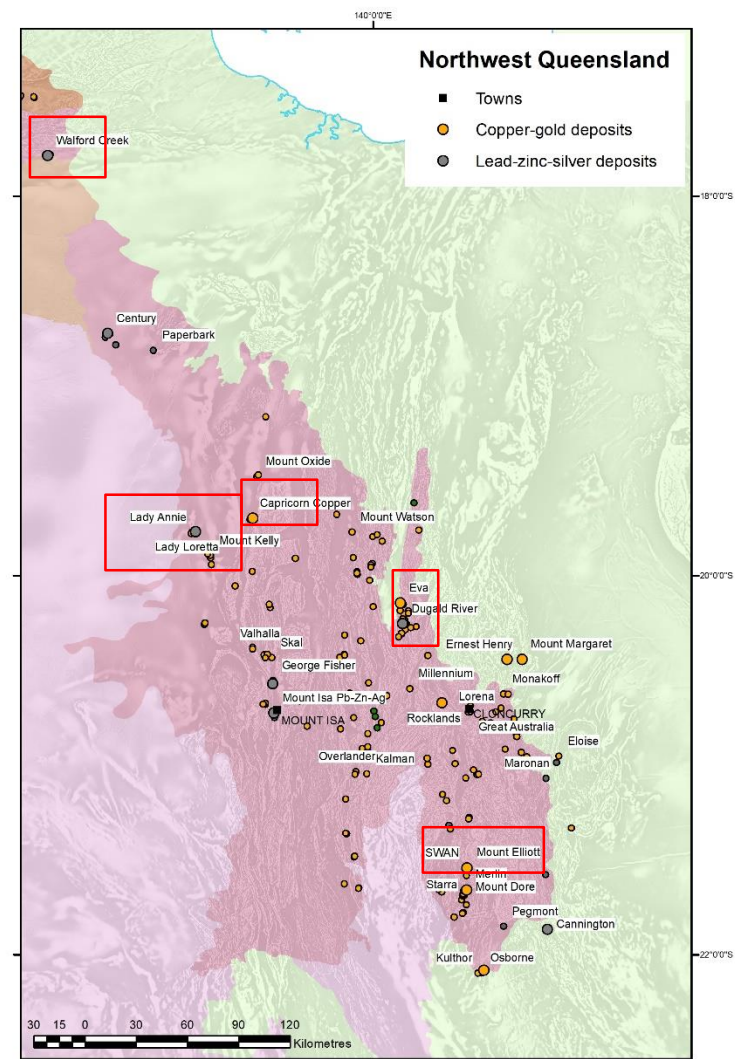 140°0'0"E
Northwest Queensland
Towns
Copper-gold deposits
Lead-zinc-silver deposits
Walford Creek
18°0'0"S
Century
Paperbark
Mount Oxide
Capricorn Copper
Lady Annie
Mount Watson
Mount Kelly
Lady Loretta
20°0'0"S
Eva
Dugald River
Valhalla
Skal
Ernest Henry
Mount Margaret
George Fisher
Millennium
Monakoff
Mount Isa Pb-Zn-Ag
Lorena
MOUNT ISA
Rocklands
CLONCURRY
Great Australia
Eloise
Overlander
Kalman
Maronan
SWAN
Mount Elliott
Merlin
Starra
Mount Dore
Pegmont
Cannington
Kulthor
Osborne
22°0'0"S
30 15 0 30 60 90 120
Kilometres